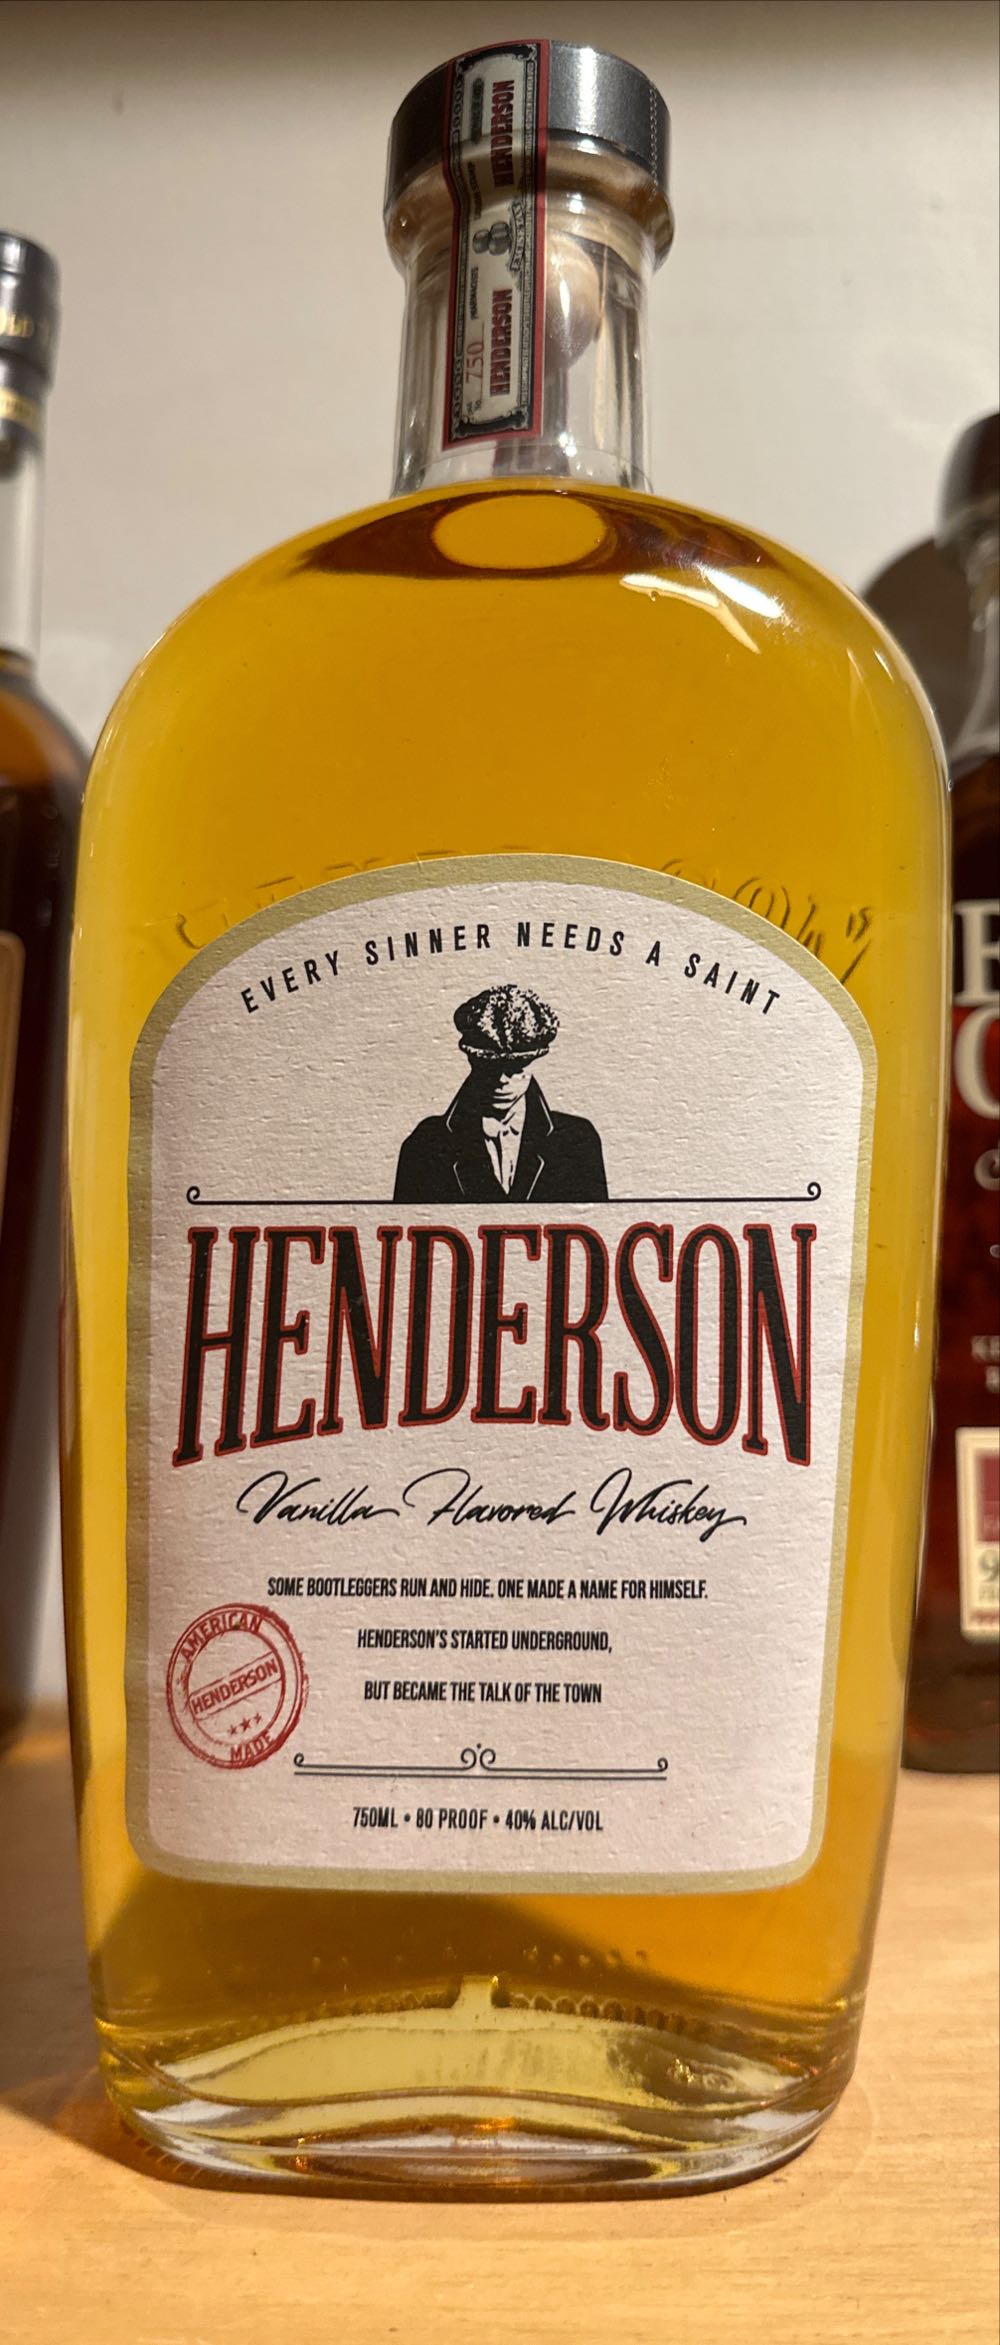 HENDERSON
HENDERSON
750
EVERY SINNER NEEDS A SAINT
HENDERSON
Vanilla Flavored Whiskey
SOME BOOTLEGGERS RUN AND HIDE. ONE MADE A NAME FOR HIMSELF.
HENDERSON'S STARTED UNDERGROUND,
BUT BECAME THE TALK OF THE TOWN
AMERICAN
HENDERSON
MADE
750ML • 80 PROOF • 40% ALC/VOL